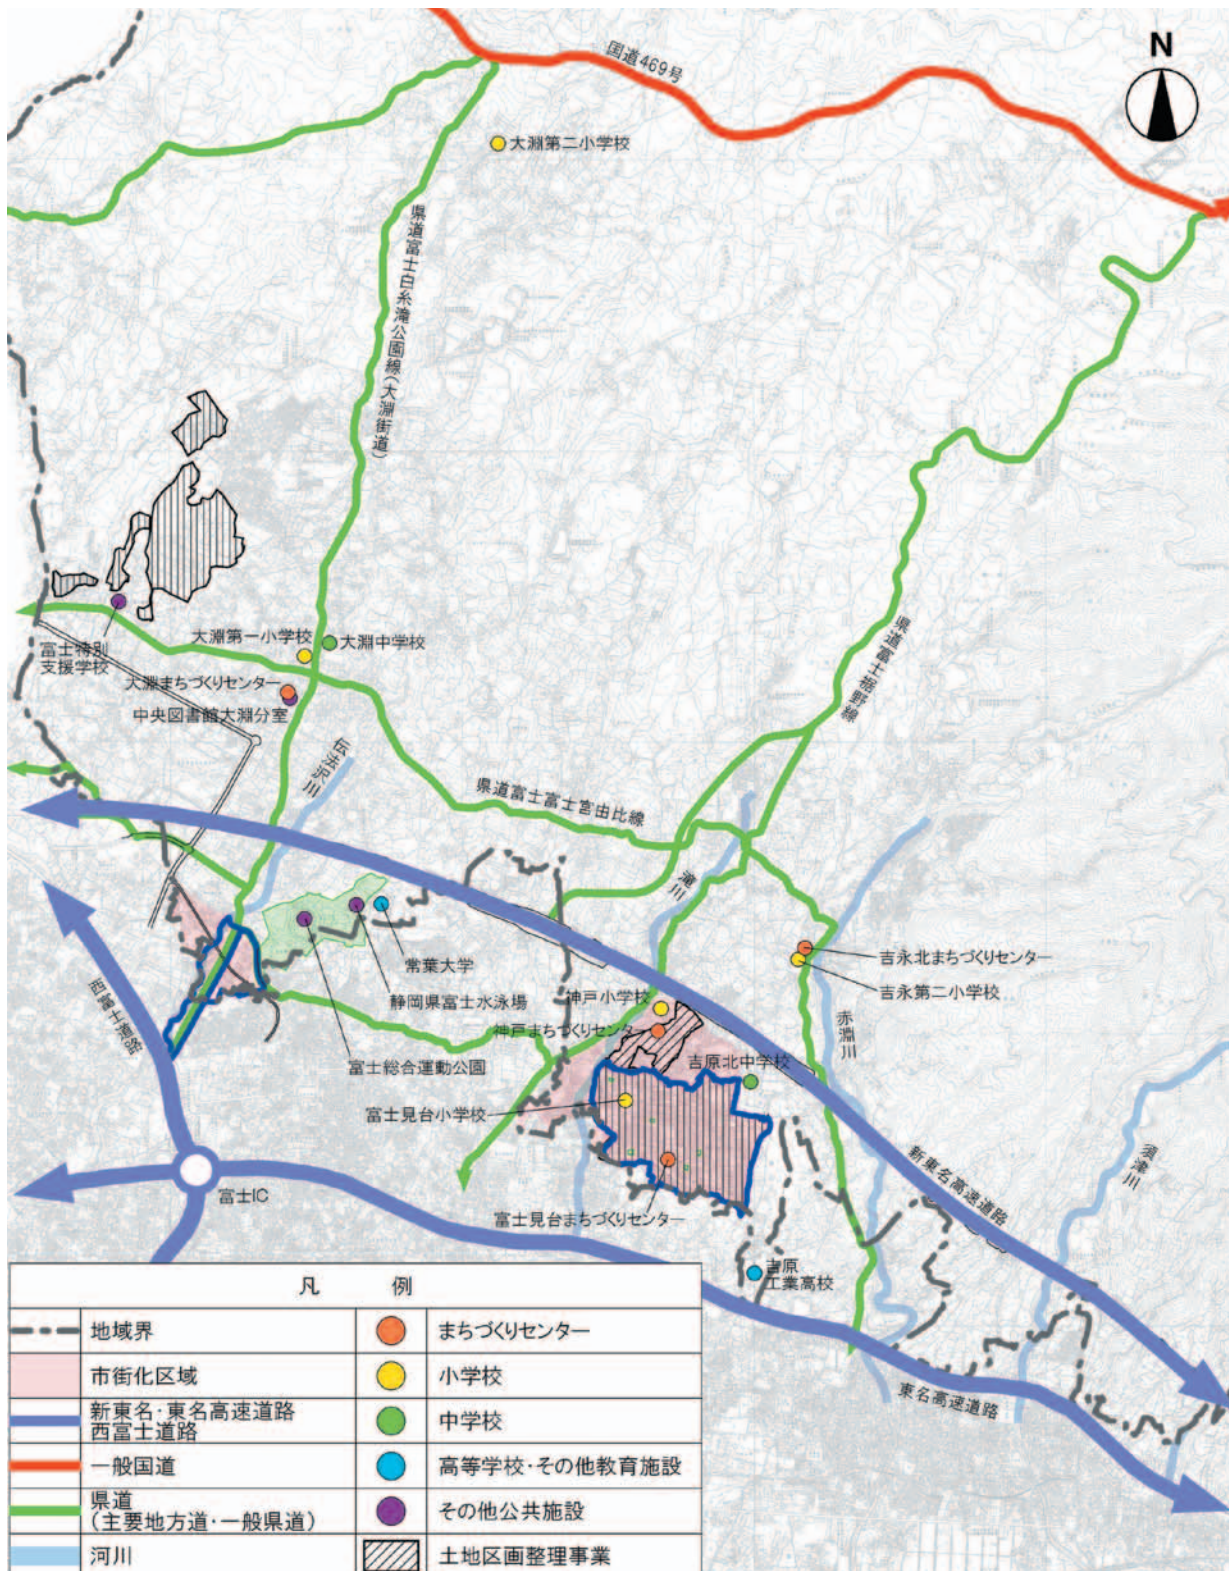 N
国道469号
大淵第二小学校
県道富士白糸滝公園線(大淵街道)
大淵第一小学校
大淵中学校
富士特別
支援学校
大淵まちづくりセンター
中央図書館大淵分室
県道富士裾野線
伝法沢川
県道富士富士宮由比線
滝川
常葉大学
静岡県富士水泳場
富士総合運動公園
神戸小学校
神戸まちづくりセンター
吉原北中学校
吉永北まちづくりセンター
吉永第二小学校
赤淵川
西富士道路
富士見台小学校
富士IC
富士見台まちづくりセンター
新東名高速道路
須津川
吉原
工業高校
東名高速道路
凡 例
地域界
まちづくりセンター
市街化区域
小学校
新東名・東名高速道路
西富士道路
中学校
一般国道
高等学校・その他教育施設
県道
(主要地方道・一般県道)
その他公共施設
河川
土地区画整理事業